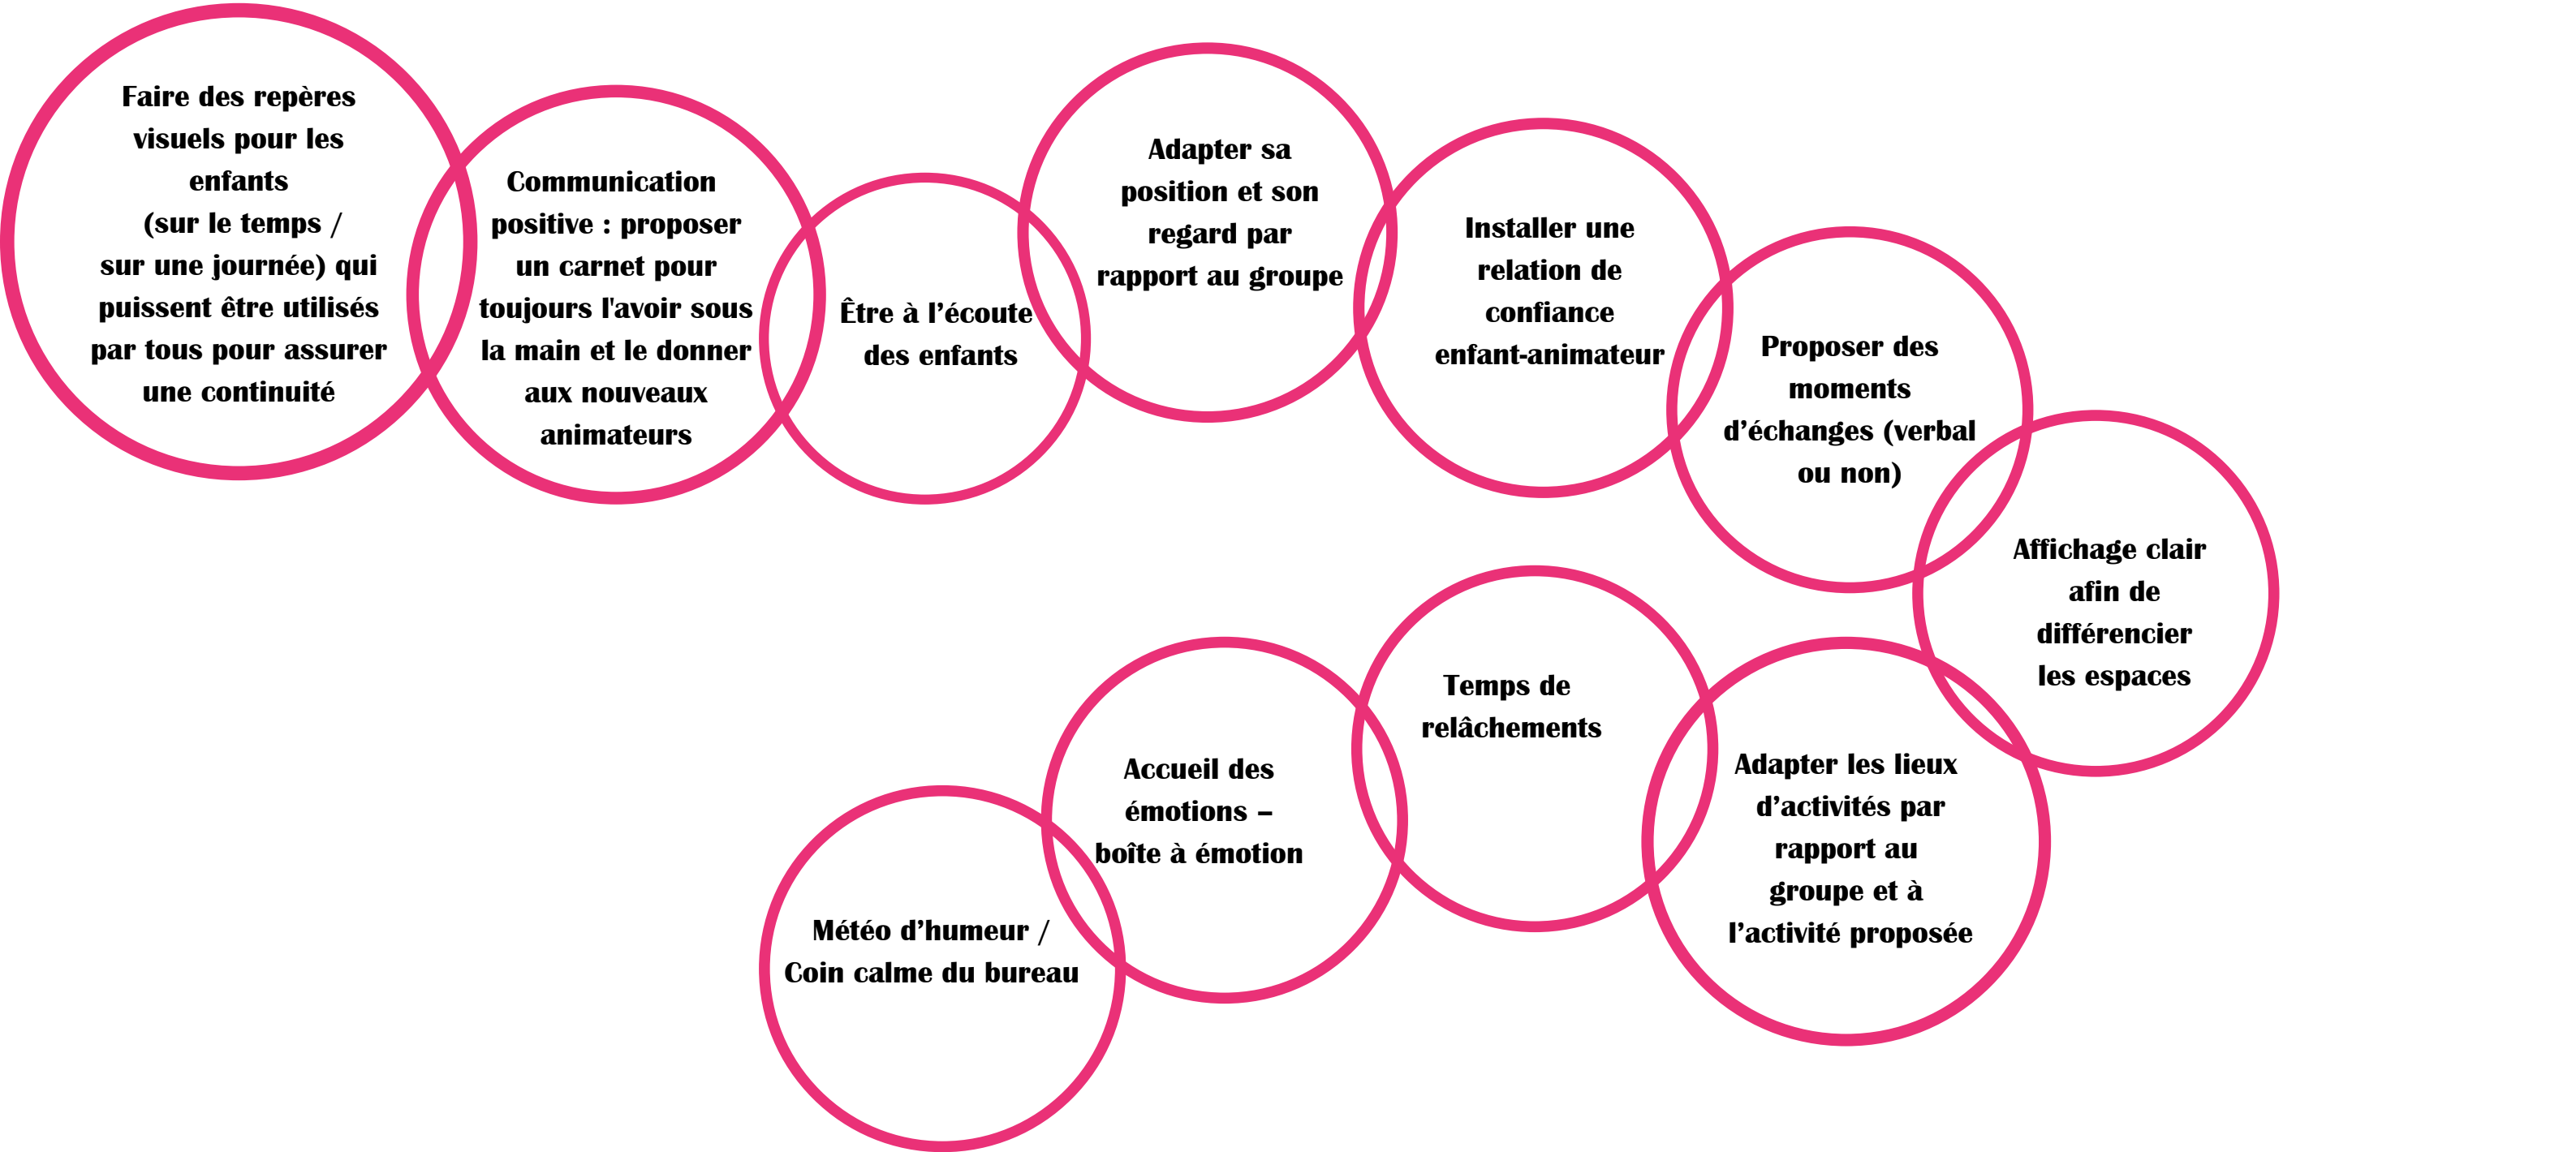 Faire des repères
visuels pour les
enfants
(sur le temps /
sur une journée) qui
puissent être utilisés
par tous pour assurer
une continuité
Communication
positive : proposer
un carnet pour
toujours l'avoir sous
la main et le donner
aux nouveaux
animateurs
Être à l’écoute
des enfants
Adapter sa
position et son
regard par
rapport au groupe
Installer une
relation de
confiance
enfant-animateur
Proposer des
moments
d’échanges (verbal
ou non)
Affichage clair
afin de
différencier
les espaces
Adapter les lieux
d’activités par
rapport au
groupe et à
l’activité proposée
Temps de
relâchements
Accueil des
émotions –
boîte à émotion
Météo d’humeur /
Coin calme du bureau